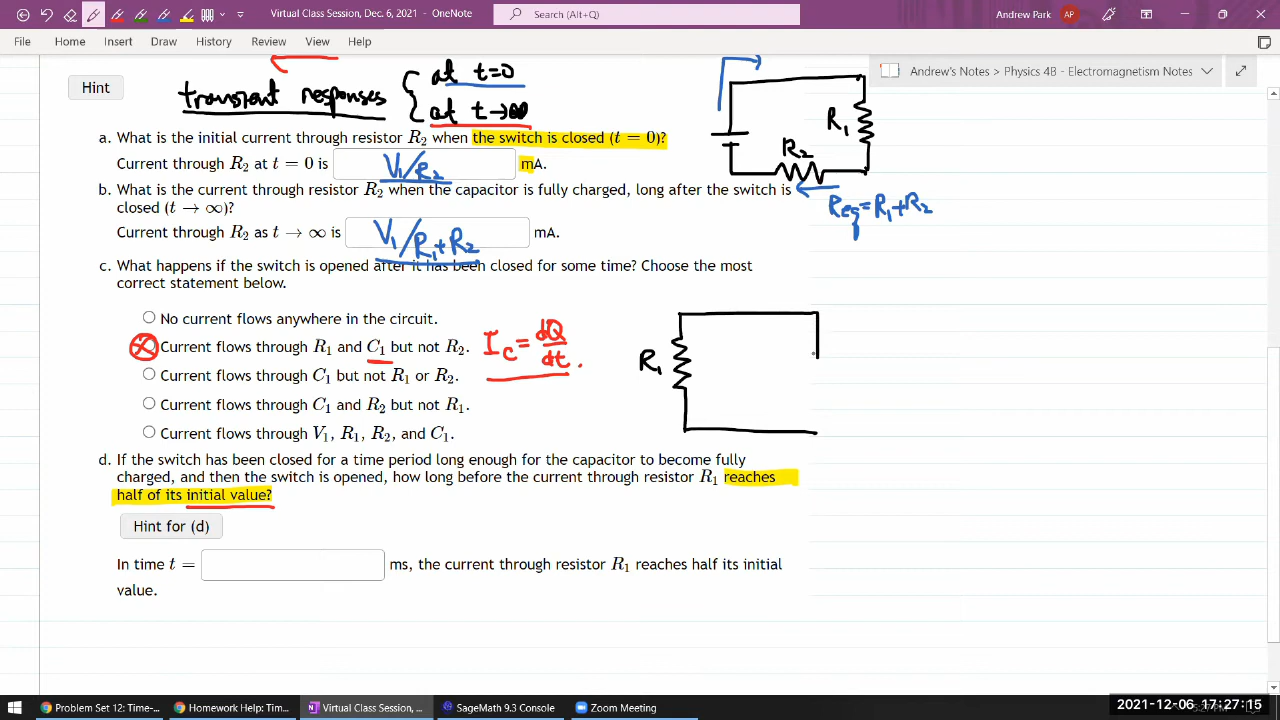 Virtual Class Session, Dec. 6, 2021 - OneNote
Search (Alt+Q)
Andrew Park
AP
File Home Insert Draw History Review View Help
Andrew's Notes > Physics 4B - Electromagnetic Notes
Hint
transient responses
at t=0
at t→∞
R1
R2
Req = R1+R2
a. What is the initial current through resistor R2 when the switch is closed (t = 0)?
Current through R2 at t = 0 is V1/R2 mA.
b. What is the current through resistor R2 when the capacitor is fully charged, long after the switch is
closed (t → ∞)?
Current through R2 as t → ∞ is V1/R1+R2 mA.
c. What happens if the switch is opened after it has been closed for some time? Choose the most
correct statement below.
No current flows anywhere in the circuit.
Current flows through R1 and C1 but not R2.
Ic = dQ/dt.
R1
Current flows through C1 but not R1 or R2.
Current flows through C1 and R2 but not R1.
Current flows through V1, R1, R2, and C1.
d. If the switch has been closed for a time period long enough for the capacitor to become fully
charged, and then the switch is opened, how long before the current through resistor R1 reaches
half of its initial value?
Hint for (d)
In time t = ms, the current through resistor R1 reaches half its initial
value.
Problem Set 12: Time-...
Homework Help: Tim...
Virtual Class Session, ...
SageMath 9.3 Console
Zoom Meeting
2021-12-06 17:27:15